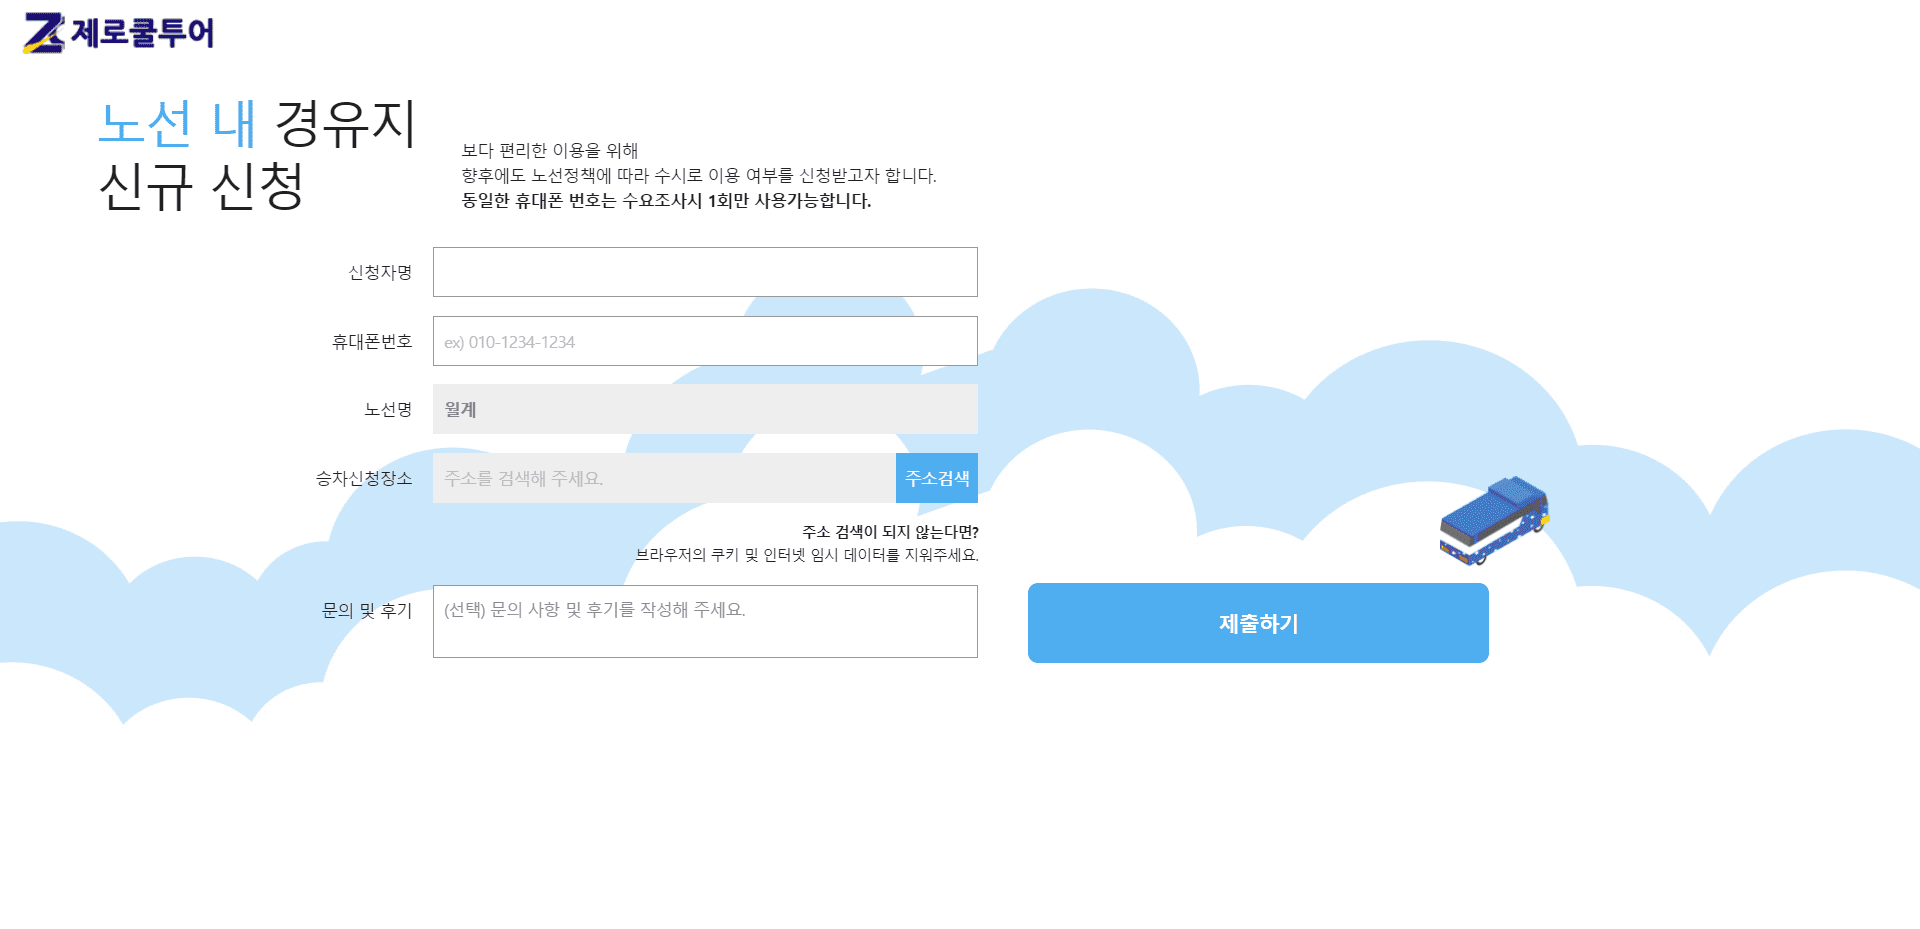 제로쿨투어
노선 내 경유지
신규 신청
보다 편리한 이용을 위해
향후에도 노선정책에 따라 수시로 이용 여부를 신청받고자 합니다.
동일한 휴대폰 번호는 수요조사시 1회만 사용가능합니다.
신청자명
휴대폰번호 ex) 010-1234-1234
노선명 월계
승차신청장소 주소를 검색해 주세요. 주소검색
주소 검색이 되지 않는다면?
브라우저의 쿠키 및 인터넷 임시 데이터를 지워주세요.
문의 및 후기 (선택) 문의 사항 및 후기를 작성해 주세요.
제출하기